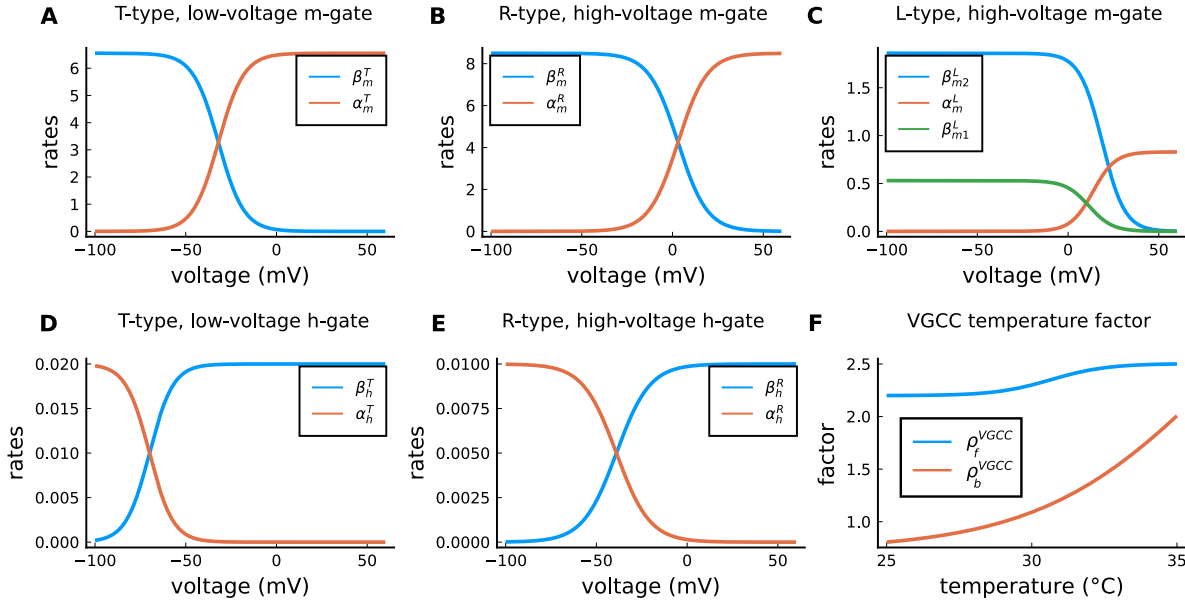 A
T-type, low-voltage m-gate
rates
6
5
4
3
2
1
0
β_m^T
α_m^T
−100
−50
0
50
voltage (mV)
B
R-type, high-voltage m-gate
rates
8
6
4
2
0
β_m^R
α_m^R
−100
−50
0
50
voltage (mV)
C
L-type, high-voltage m-gate
rates
1.5
1.0
0.5
0.0
β_m2^L
α_m^L
β_m1^L
−100
−50
0
50
voltage (mV)
D
T-type, low-voltage h-gate
rates
0.020
0.015
0.010
0.005
0.000
β_h^T
α_h^T
−100
−50
0
50
voltage (mV)
E
R-type, high-voltage h-gate
rates
0.0100
0.0075
0.0050
0.0025
0.0000
β_h^R
α_h^R
−100
−50
0
50
voltage (mV)
F
VGCC temperature factor
factor
2.5
2.0
1.5
1.0
ρ_f^VGCC
ρ_b^VGCC
25
30
35
temperature (°C)